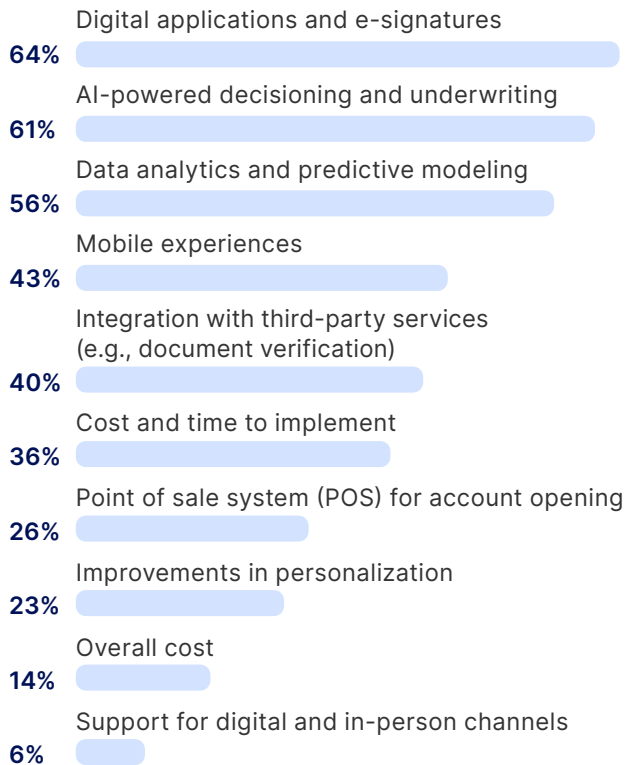 Digital applications and e-signatures
64%
AI-powered decisioning and underwriting
61%
Data analytics and predictive modeling
56%
Mobile experiences
43%
Integration with third-party services
(e.g., document verification)
40%
Cost and time to implement
36%
Point of sale system (POS) for account opening
26%
Improvements in personalization
23%
Overall cost
14%
Support for digital and in-person channels
6%